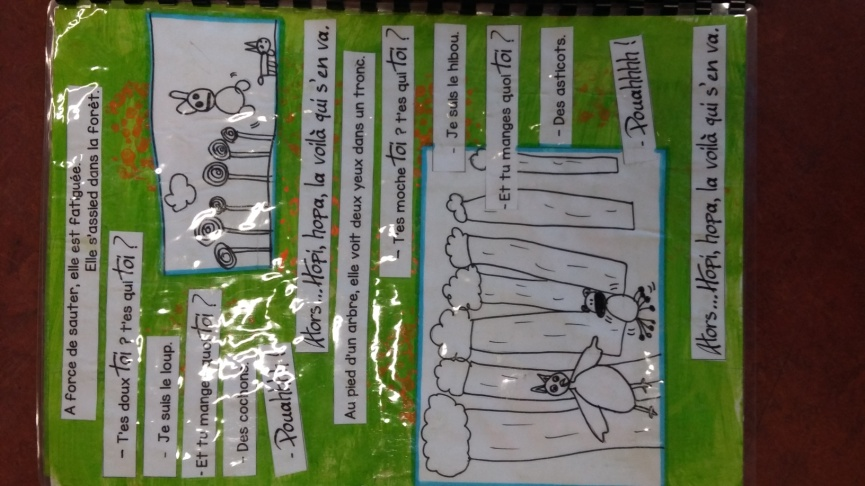 A force de sauter, elle est fatiguée.
Elle s'assied dans la forêt.
– T'es doux toi ? t'es qui toi ?
- Je suis le loup.
- Et tu manges quoi toi ?
- Des cochons.
- Pouahhhh !
Alors...Hopi, hopa, la voilà qui s'en va.
Au pied d'un arbre, elle voit deux yeux dans un tronc.
– T'es moche toi ? t'es qui toi ?
- Je suis le hibou.
- Et tu manges quoi toi ?
- Des asticots.
- Pouahhhh !
Alors...Hopi, hopa, la voilà qui s'en va.